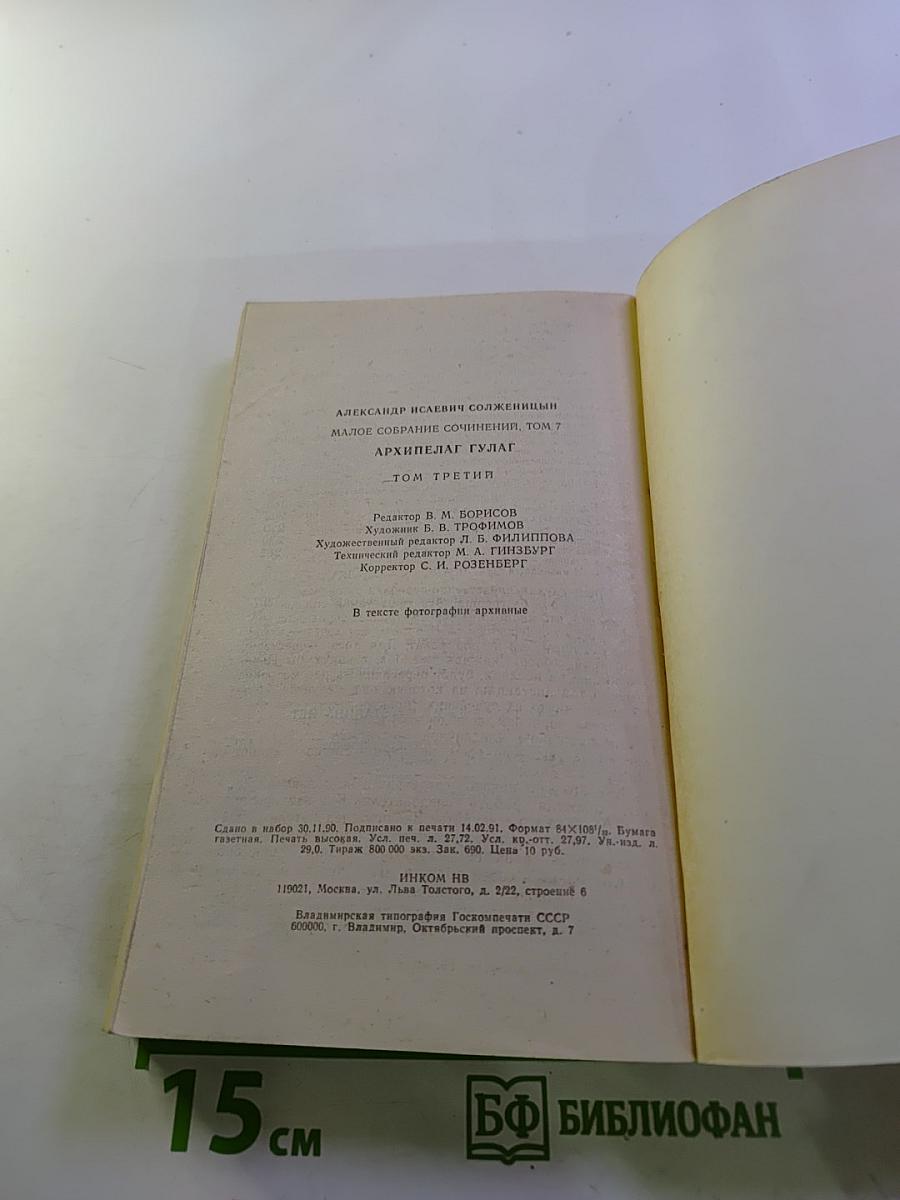 АЛЕКСАНДР ИСАЕВИЧ СОЛЖЕНИЦЫН
МАЛОЕ СОБРАНИЕ СОЧИНЕНИЙ, ТОМ 7
АРХИПЕЛАГ ГУЛАГ
ТОМ ТРЕТИЙ
Редактор В. М. БОРИСОВ
Художник Б. В. ТРОФИМОВ
Художественный редактор Л. Б. ФИЛИППОВА
Технический редактор М. А. ГИНЗБУРГ
Корректор С. И. РОЗЕНБЕРГ
В тексте фотографии архивные
Сдано в набор 30.11.90. Подписано к печати 14.02.91. Формат 84×108¹/₃₂. Бумага
газетная. Печать высокая. Усл. печ. л. 27,72. Усл. кр.-отт. 27,97. Уч.-изд. л.
29,0. Тираж 800 000 экз. Зак. 690. Цена 10 руб.
ИНКОМ НВ
119021, Москва, ул. Льва Толстого, д. 2/22, строение 6
Владимирская типография Госкомпечати СССР
600000, г. Владимир, Октябрьский проспект, д. 7
15 СМ
БФ БИБЛИОФАН